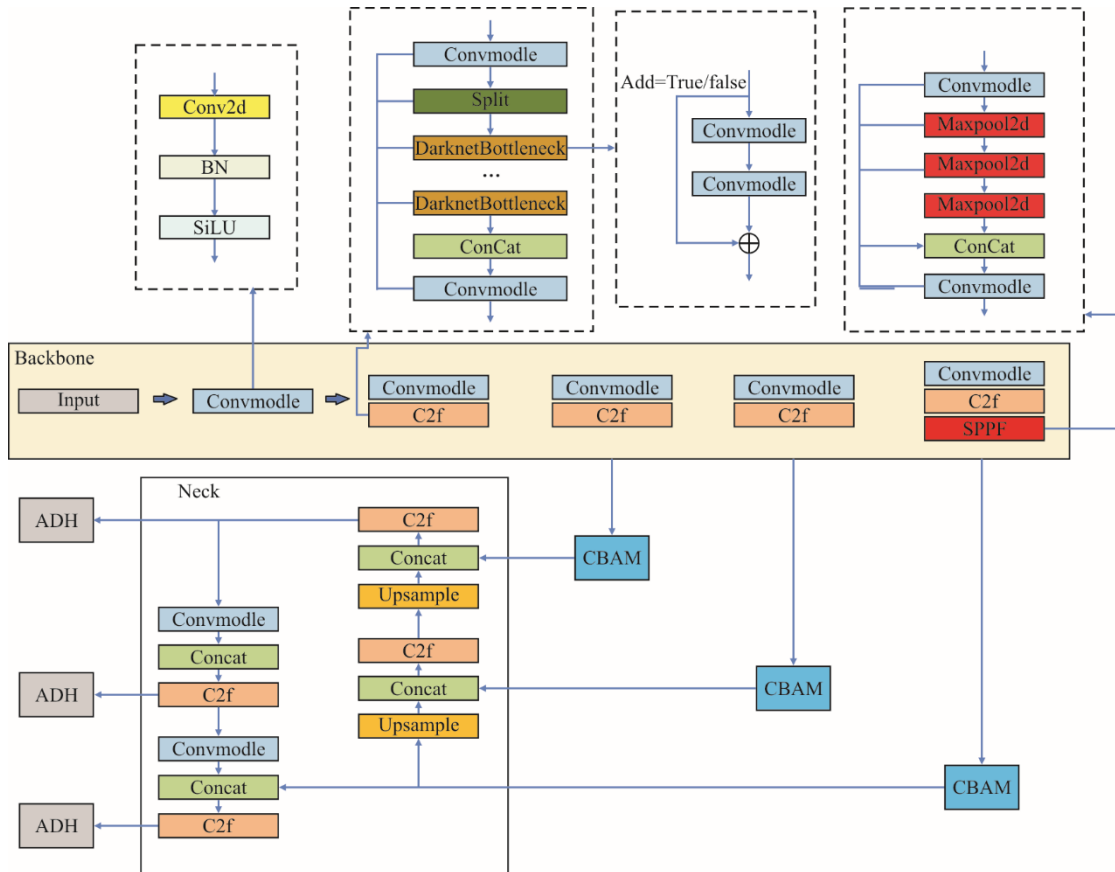 Conv2d
BN
SiLU
Convmodle
Split
DarknetBottleneck
...
DarknetBottleneck
ConCat
Convmodle
Add=True/false
Convmodle
Convmodle
Convmodle
Maxpool2d
Maxpool2d
Maxpool2d
ConCat
Convmodle
Backbone
Input
Convmodle
Convmodle
C2f
Convmodle
C2f
Convmodle
C2f
Convmodle
C2f
SPPF
Neck
ADH
ADH
ADH
Convmodle
Concat
C2f
Convmodle
Concat
C2f
C2f
Concat
Upsample
C2f
Concat
Upsample
CBAM
CBAM
CBAM